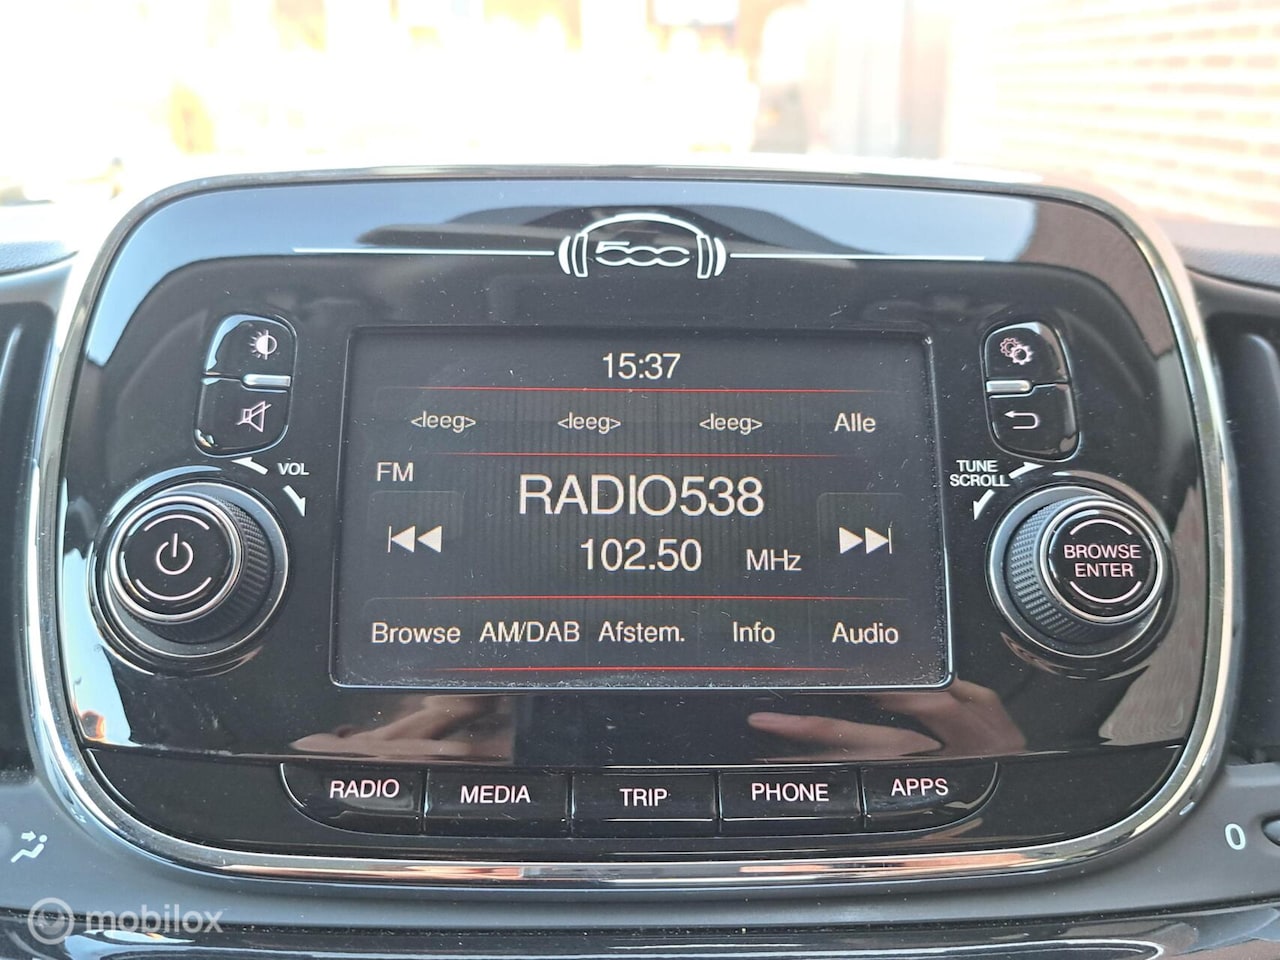 500
15:37
<leeg> <leeg> <leeg> Alle
VOL
TUNE
SCROLL
FM
RADIO538
102.50 MHz
BROWSE
ENTER
Browse AM/DAB Afstem. Info Audio
RADIO MEDIA TRIP PHONE APPS
0
mobilox